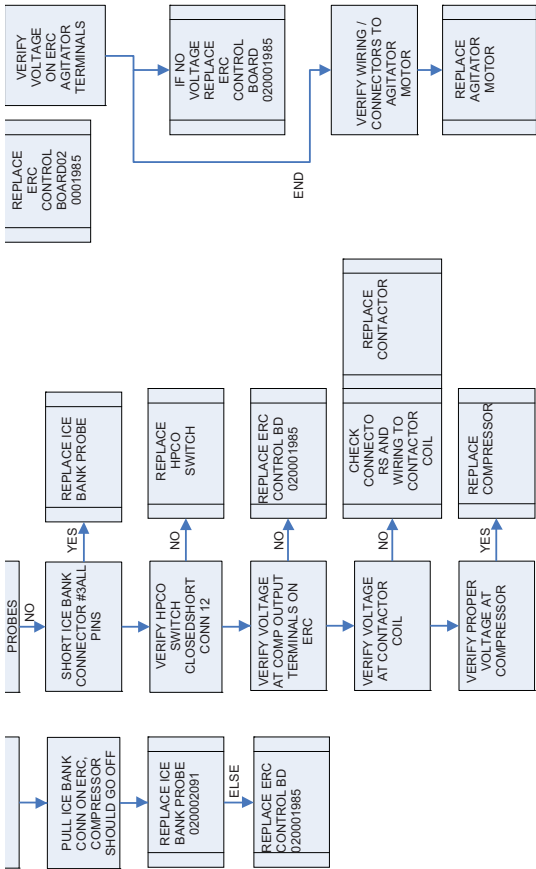 PULL ICE BANK
CONN ON ERC,
COMPRESSOR
SHOULD GO OFF
REPLACE ICE
BANK PROBE
020002091
ELSE
REPLACE ERC
CONTROL BD
020001985
PROBES
NO
SHORT ICE BANK
CONNECTOR #3ALL
PINS
YES
REPLACE ICE
BANK PROBE
VERIFY HPCO
SWITCH
CLOSEDSHORT
CONN 12
NO
REPLACE
HPCO
SWITCH
VERIFY VOLTAGE
AT COMP OUTPUT
TERMINALS ON
ERC
NO
REPLACE ERC
CONTROL BD
020001985
VERIFY VOLTAGE
AT CONTACTOR
COIL
NO
CHECK
CONNECTO
RS AND
WIRING TO
CONTACTOR
COIL
REPLACE
CONTACTOR
VERIFY PROPER
VOLTAGE AT
COMPRESSOR
YES
REPLACE
COMPRESSOR
REPLACE
ERC
CONTROL
BOARD02
0001985
VERIFY
VOLTAGE
ON ERC
AGITATOR
TERMINALS
IF NO
VOLTAGE
REPLACE
ERC
CONTROL
BOARD
020001985
END
VERIFY WIRING /
CONNECTORS TO
AGITATOR
MOTOR
REPLACE
AGITATOR
MOTOR